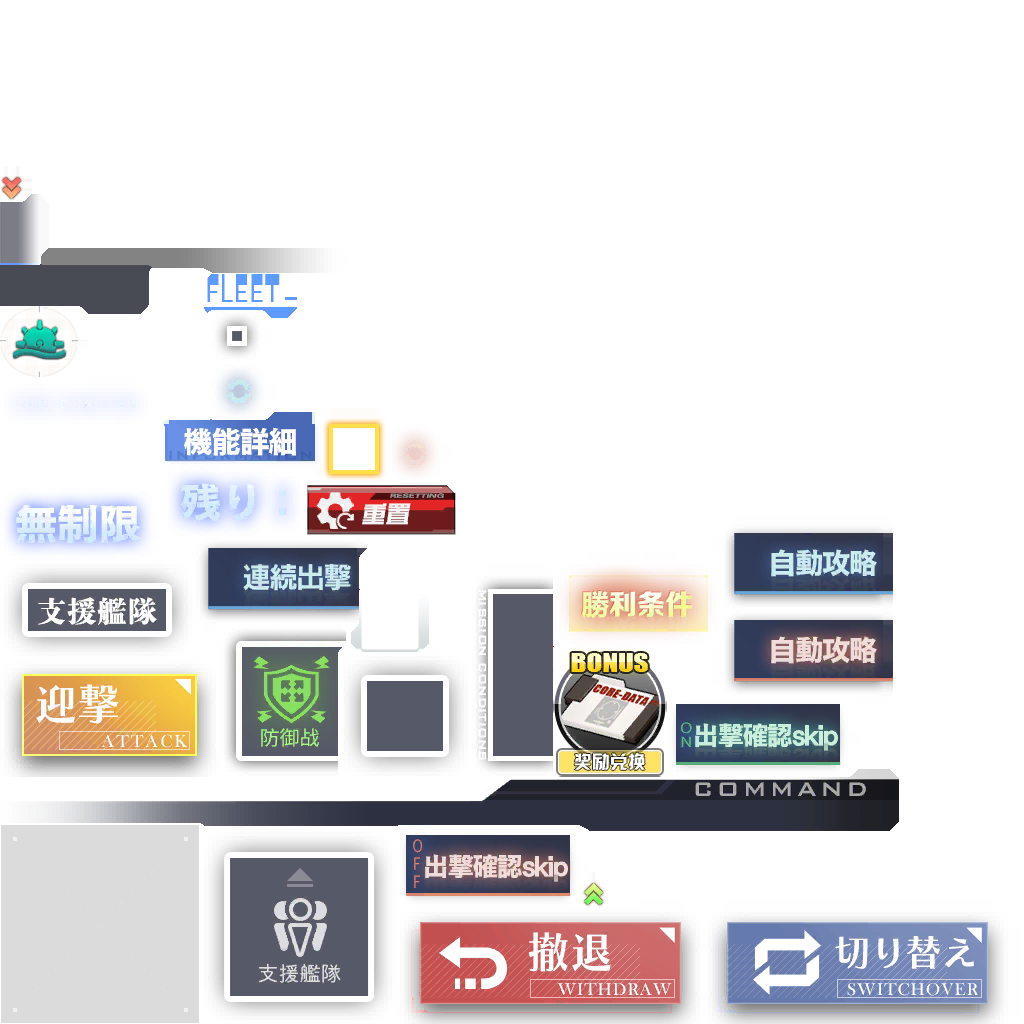 FLEET_
機能詳細
残り：
RESETTING
重置
無制限
連続出撃
自動攻略
勝利条件
支援艦隊
MISSION CONDITIONS
自動攻略
BONUS
CORE-DATA
迎撃
ATTACK
防御战
ON
出撃確認skip
奖励兑换
COMMAND
OFF
出撃確認skip
支援艦隊
撤退
WITHDRAW
切り替え
SWITCHOVER